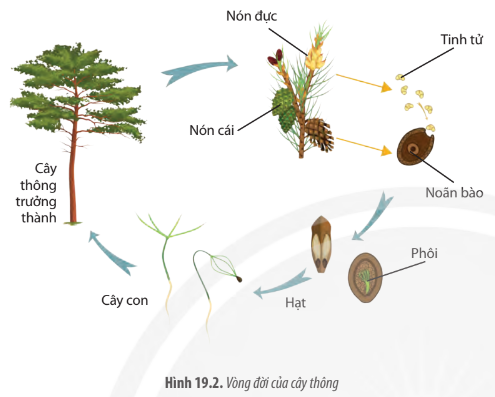 Nón đực
Tinh tử
Nón cái
Cây
thông
trưởng
thành
Noãn bào
Phôi
Hạt
Cây con
Hình 19.2. Vòng đời của cây thông